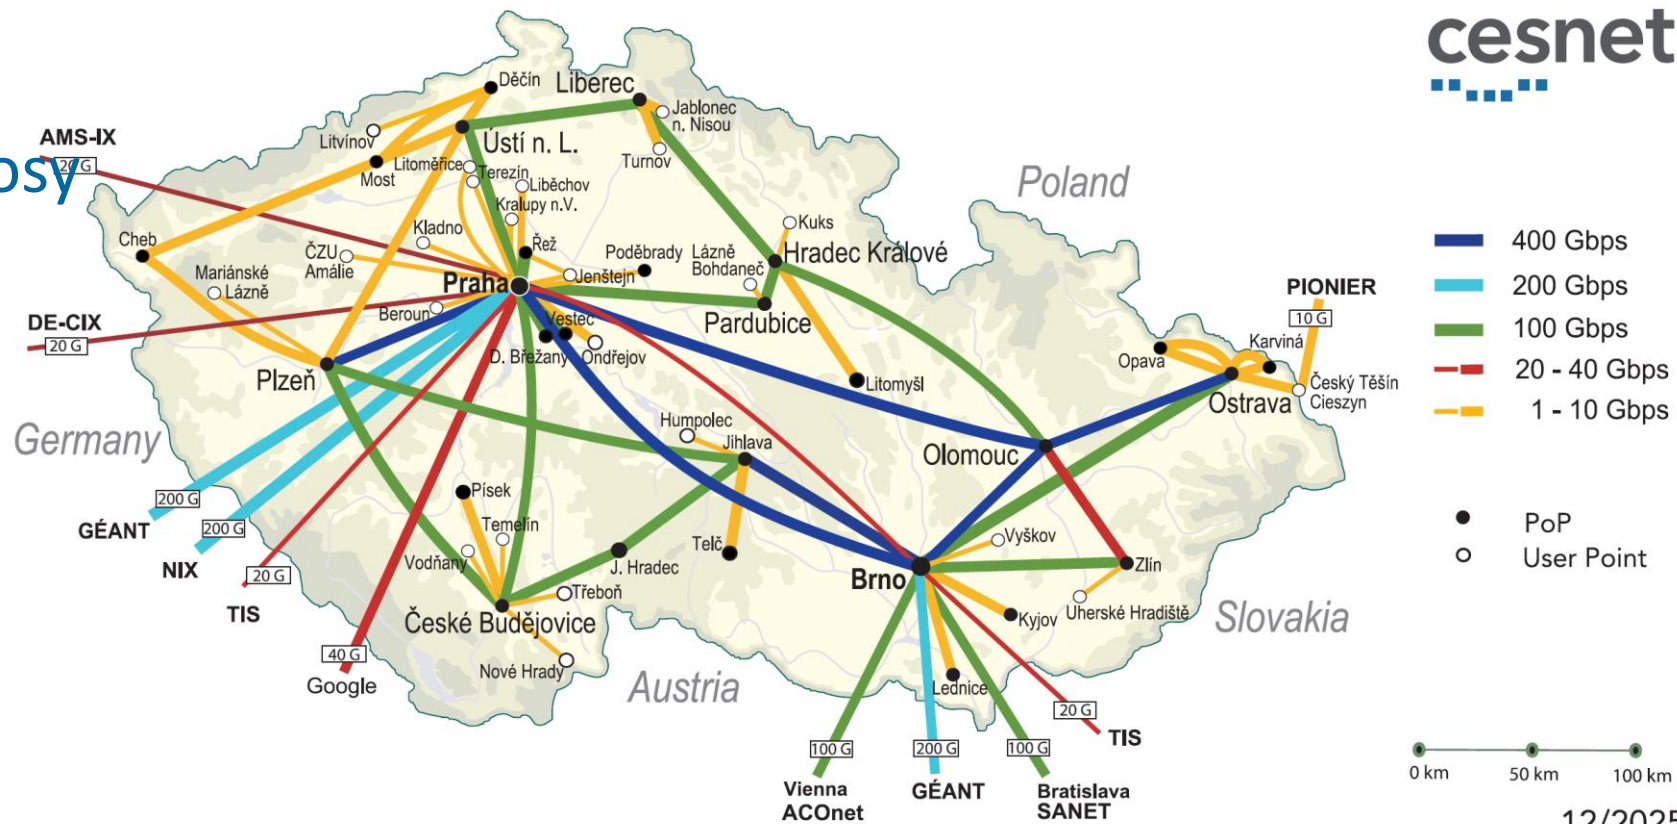 cesnet
osy
AMS-IX
20 G
DE-CIX
20 G
Děčín
Liberec
Jablonec
n. Nisou
Litvínov
Ústí n. L.
Turnov
Most
Litoměřice
Terezín
Liběchov
Kralupy n.V.
Poland
Cheb
Kladno
Řež
Kuks
ČZU
Amálie
Poděbrady
Lázně
Bohdaneč
Hradec Králové
Mariánské
Lázně
Praha
Jenštejn
Beroun
Vestec
Pardubice
D. Břežany
Ondřejov
Plzeň
Litomyšl
PIONIER
10 G
Karviná
Opava
Český Těšín
Cieszyn
Ostrava
Germany
Humpolec
Jihlava
Olomouc
200 G
GÉANT
200 G
NIX
20 G
TIS
40 G
Google
Písek
Temelín
Vodňany
Telč
J. Hradec
Třeboň
České Budějovice
Nové Hrady
Vyškov
Brno
Zlín
Kyjov
Uherské Hradiště
Slovakia
Austria
Lednice
100 G
Vienna
ACOnet
200 G
GÉANT
100 G
Bratislava
SANET
20 G
TIS
400 Gbps
200 Gbps
100 Gbps
20 - 40 Gbps
1 - 10 Gbps
PoP
User Point
0 km
50 km
100 km
12/2025